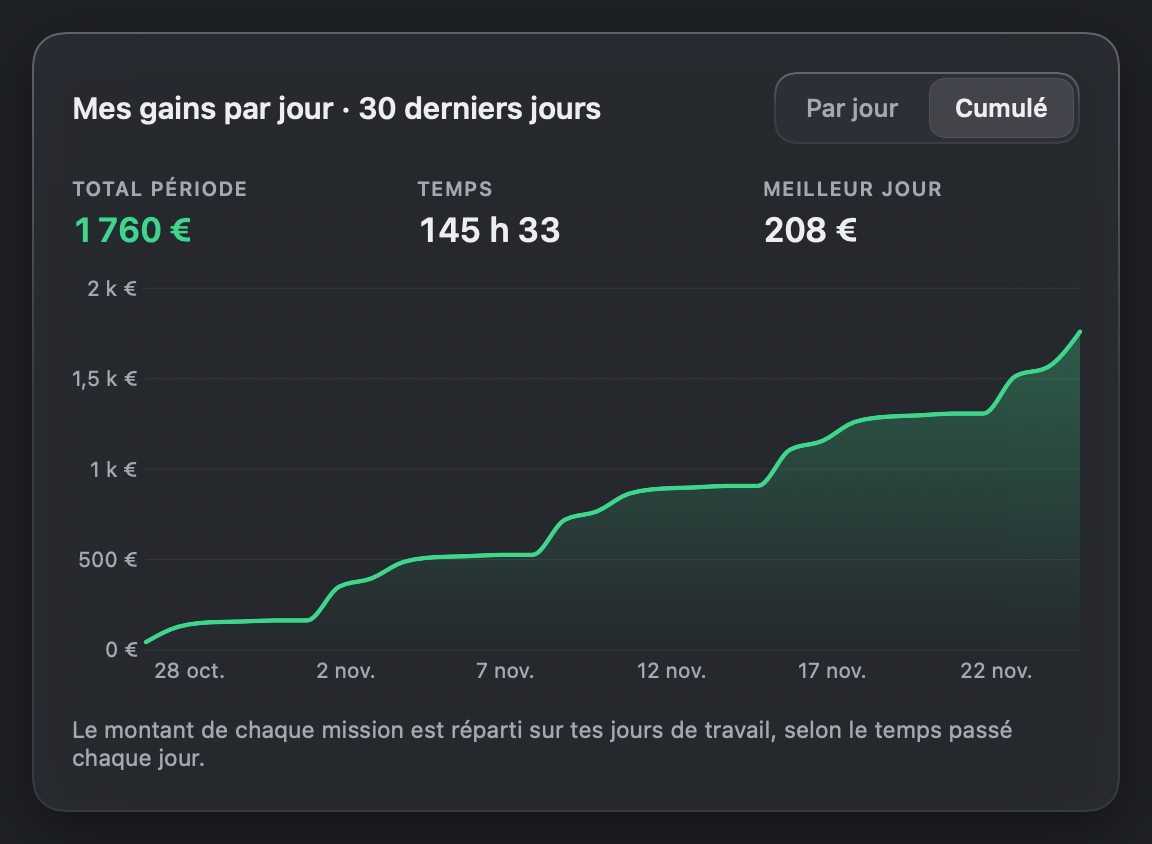 Mes gains par jour · 30 derniers jours
Par jour
Cumulé
TOTAL PÉRIODE
TEMPS
MEILLEUR JOUR
1 760 €
145 h 33
208 €
2 k €
1,5 k €
1 k €
500 €
0 €
28 oct.
2 nov.
7 nov.
12 nov.
17 nov.
22 nov.
Le montant de chaque mission est réparti sur tes jours de travail, selon le temps passé
chaque jour.